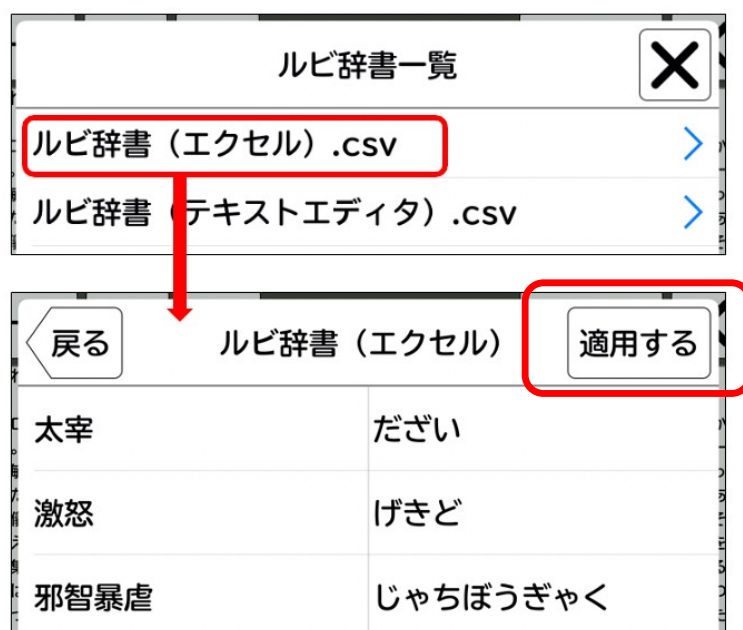 ルビ辞書一覧
ルビ辞書（エクセル）.csv
ルビ辞書（テキストエディタ）.csv
戻る ルビ辞書（エクセル） 適用する
太宰 だざい
激怒 げきど
邪智暴虐 じゃちぼうぎゃく